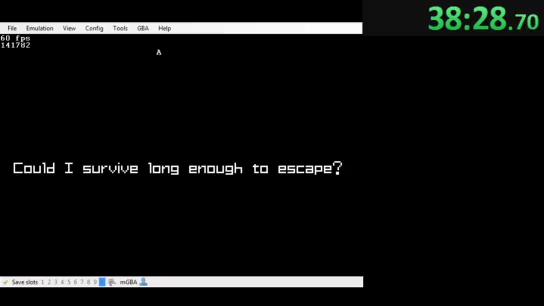 38:28.70
File Emulation View Config Tools GBA Help
60 fps
141782
A
Could I survive long enough to escape?
Save slots 1 2 3 4 5 6 7 8 9 mGBA